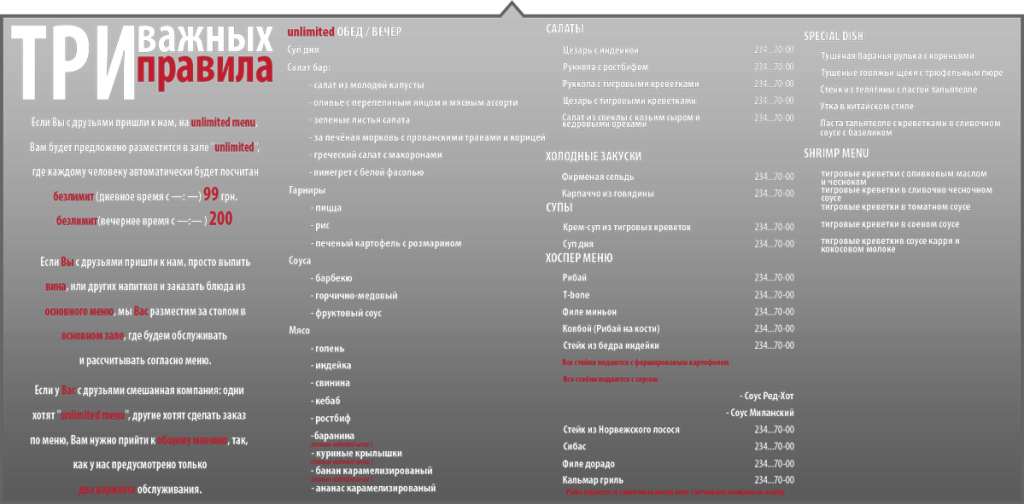 ТРИ важных
правила
Если Вы с друзьями пришли к нам, на unlimited menu,
Вам будет предложено разместится в зале "unlimited",
где каждому человеку автоматически будет посчитан
безлимит (дневное время с —: —) 99 грн.
безлимит(вечернее время с —:— ) 200
Если Вы с друзьями пришли к нам, просто выпить
вина, или других напитков и заказать блюда из
основного меню, мы Вас разместим за столом в
основном зале, где будем обслуживать
и рассчитывать согласно меню.
Если у Вас с друзьями смешанная компания: одни
хотят "unlimited menu", другие хотят сделать заказ
по меню, Вам нужно прийти к общему мнению, так,
как у нас предусмотрено только
два варианта обслуживания.
unlimited ОБЕД / ВЕЧЕР
Суп дня
Салат бар:
- салат из молодой капусты
- оливье с перепелиным яйцом и мясным ассорти
- зеленые листья салата
- за печёная морковь с прованскими травами и корицей
- греческий салат с макоронами
- винегрет с белой фасолью
Гарниры
- пицца
- рис
- печеный картофель с розмарином
Соуса
- барбекю
- горчично-медовый
- фруктовый соус
Мясо
- голень
- индейка
- свинина
- кебаб
- ростбиф
-баранина
- куриные крылышки
- банан карамелизированый
- ананас карамелизированый
САЛАТЫ
Цезарь с индейкой 234...70-00
Руккола с ростбифом 234...70-00
Руккола с тигровыми креветками 234...70-00
Цезарь с тигровыми креветками 234...70-00
Салат из свеклы с козьим сыром и 234...70-00
кедровыми орехами
ХОЛОДНЫЕ ЗАКУСКИ
Фирменая сельдь 234...70-00
Карпаччо из говядины 234...70-00
СУПЫ
Крем-суп из тигровых креветок 234...70-00
Суп дня 234...70-00
ХОСПЕР МЕНЮ
Рибай 234...70-00
T-bone 234...70-00
Филе миньон 234...70-00
Ковбой (Рибай на кости) 234...70-00
Стейк из бедра индейки 234...70-00
Все стейки подаются с фаршированым картофелем
Все стейки подаются с соусом
- Соус Ред-Хот
- Соус Миланский
Стейк из Норвежского лосося 234...70-00
Сибас 234...70-00
Филе дорадо 234...70-00
Кальмар гриль 234...70-00
SPECIAL DISH
Тушеная баранья рулька с кореньями
Тушеные говяжьи щеки с трюфельным пюре
Стейк из телятины с пастой тальятелле
Утка в китайском стиле
Паста тальятелле с креветками в сливочном
соусе с базеликом
SHRIMP MENU
тигровые креветки с оливковым маслом
и чесноком
тигровые креветки в сливочно чесночном
соусе
тигровые креветки в томатном соусе
тигровые креветки в соевом соусе
тигровые креветкив соусе карри и
кокосовом молоке